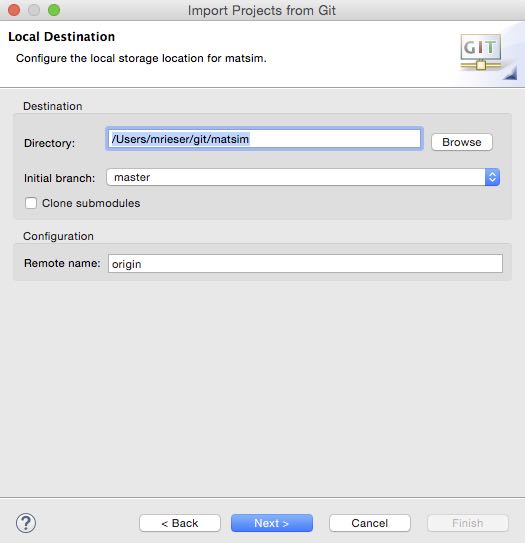 Import Projects from Git
Local Destination
Configure the local storage location for matsim.
GIT
Destination
Directory: /Users/mrieser/git/matsim Browse
Initial branch: master
Clone submodules
Configuration
Remote name: origin
? < Back Next > Cancel Finish